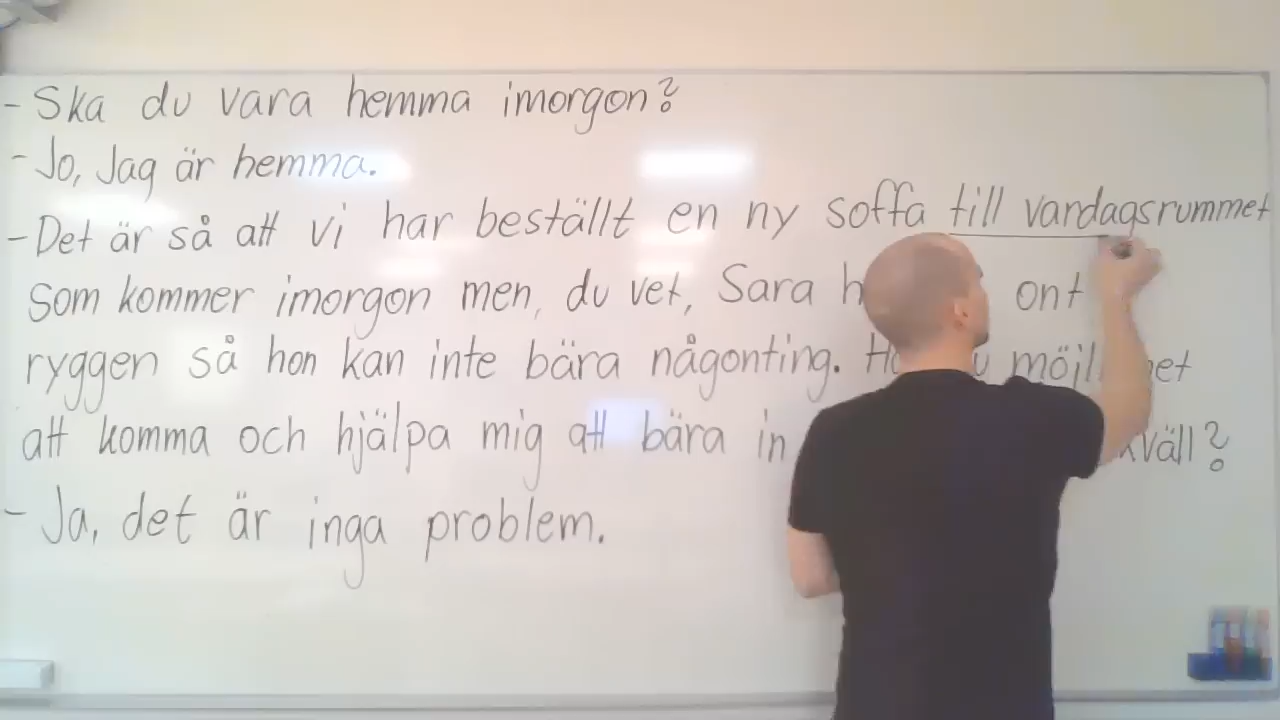 - Ska du vara hemma imorgon?
- Jo, Jag är hemma.
- Det är så att vi har beställt en ny soffa till vardagsrummet
Som kommer imorgon men, du vet, Sara ont
ryggen så hon kan inte bära någonting.
att komma och hjälpa mig att bära in kväll?
- Ja, det är inga problem.